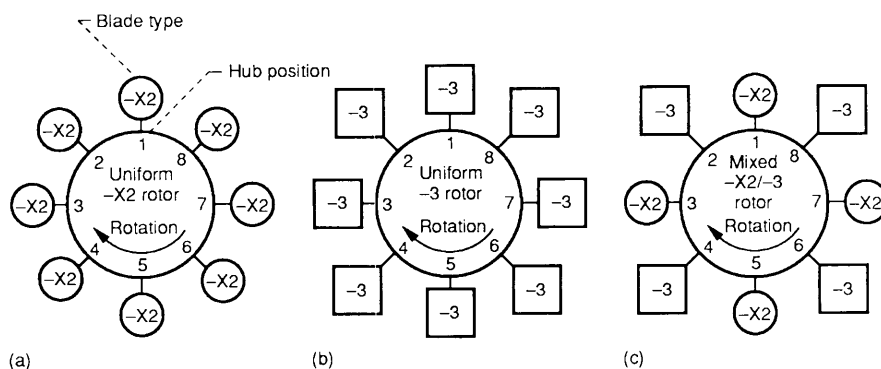 Blade type
Hub position
-X2
-X2
-X2
-X2
-X2
-X2
-X2
-X2
1
2
3
4
5
6
7
8
Uniform
-X2 rotor
Rotation
(a)
-3
-3
-3
-3
-3
-3
-3
-3
1
2
3
4
5
6
7
8
Uniform
-3 rotor
Rotation
(b)
-X2
-3
-3
-X2
-X2
-3
-3
-X2
1
2
3
4
5
6
7
8
Mixed
-X2/-3
rotor
Rotation
(c)